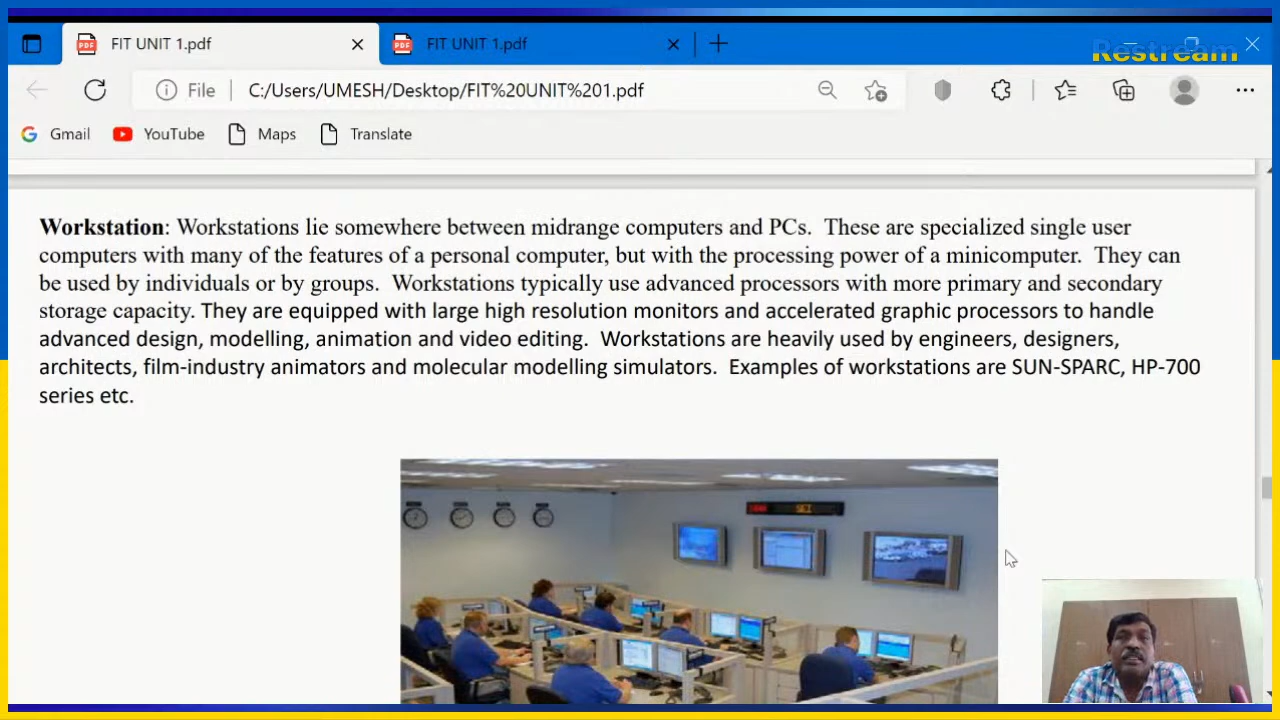 FIT UNIT 1.pdf
FIT UNIT 1.pdf
Restream
File
C:/Users/UMESH/Desktop/FIT%20UNIT%201.pdf
Gmail
YouTube
Maps
Translate
Workstation: Workstations lie somewhere between midrange computers and PCs. These are specialized single user
computers with many of the features of a personal computer, but with the processing power of a minicomputer. They can
be used by individuals or by groups. Workstations typically use advanced processors with more primary and secondary
storage capacity. They are equipped with large high resolution monitors and accelerated graphic processors to handle
advanced design, modelling, animation and video editing. Workstations are heavily used by engineers, designers,
architects, film-industry animators and molecular modelling simulators. Examples of workstations are SUN-SPARC, HP-700
series etc.